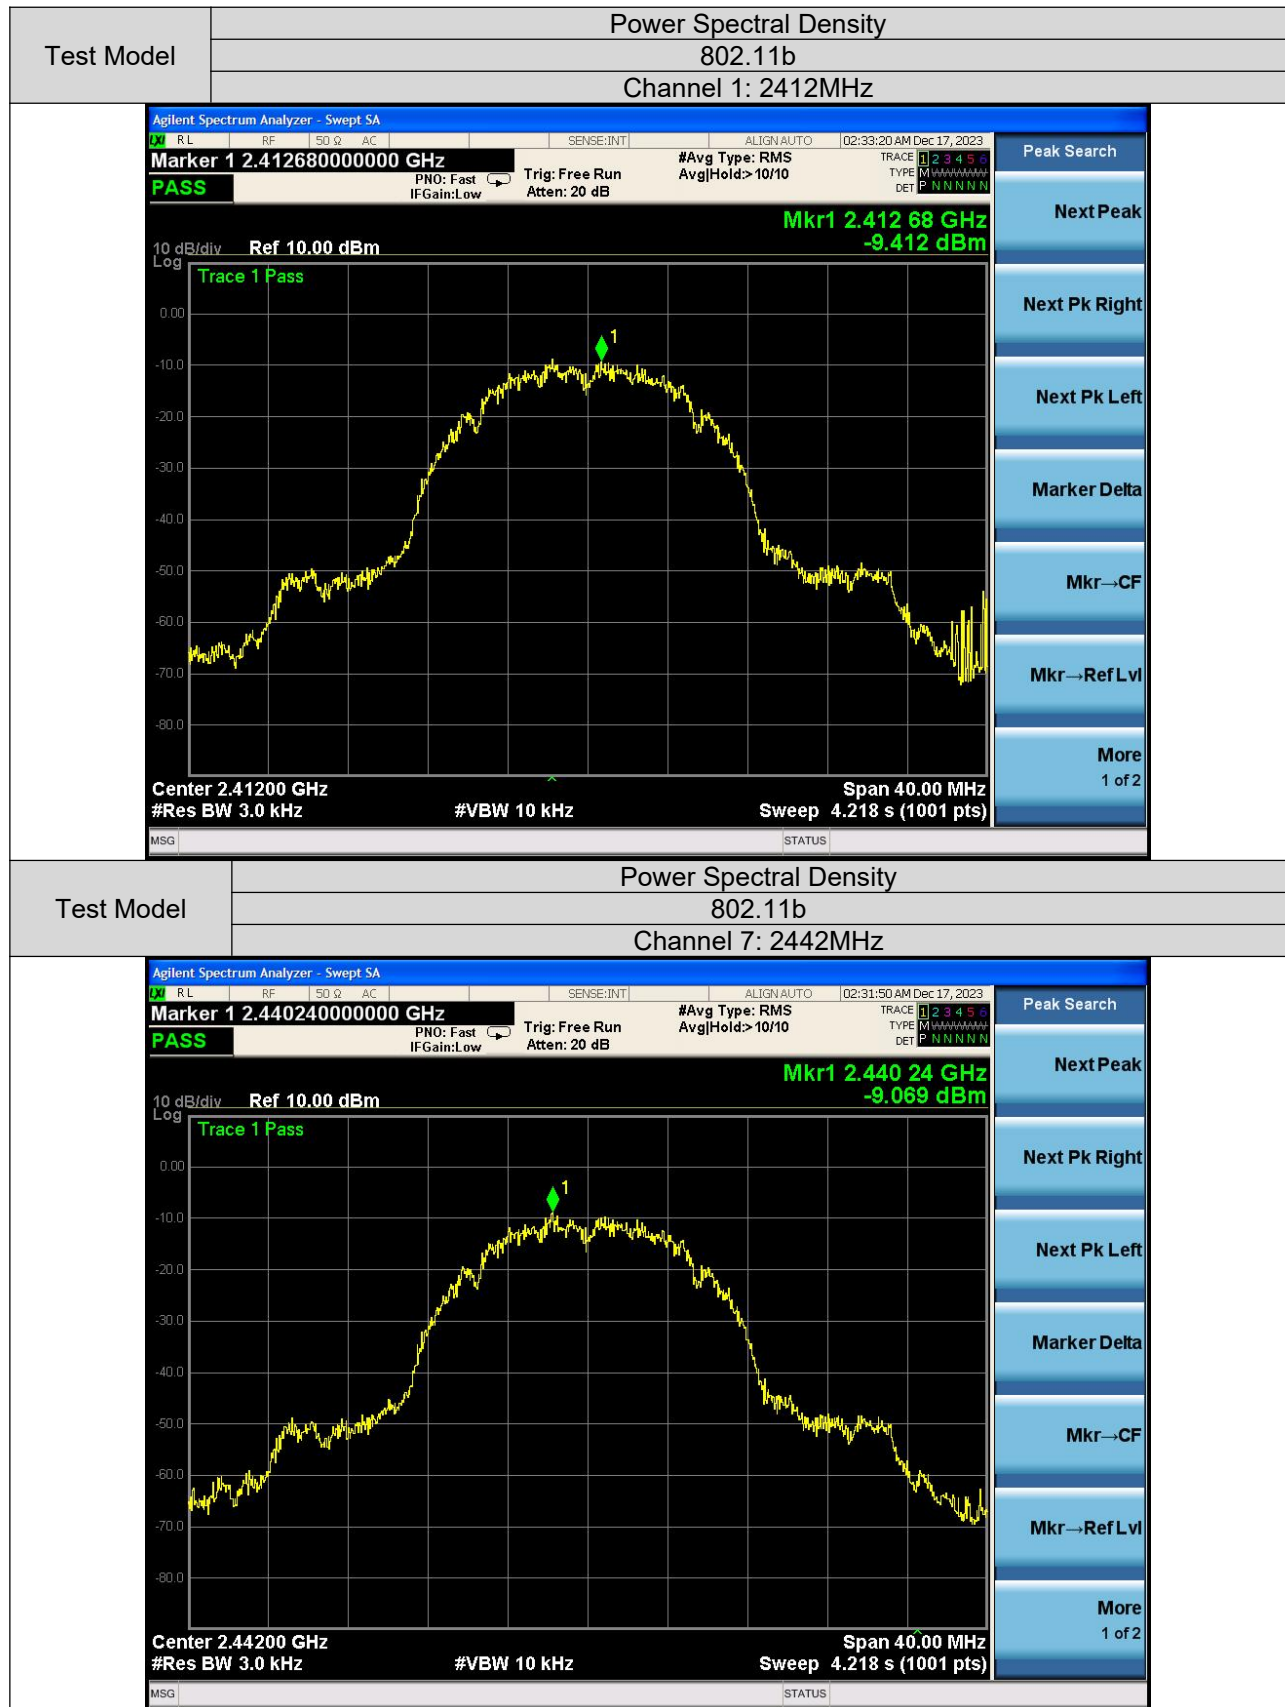 Test Model
Power Spectral Density
802.11b
Channel 1: 2412MHz
Agilent Spectrum Analyzer - Swept SA
LXI RL RF 50 Ω AC SENSE:INT ALIGN AUTO 02:33:20 AM Dec 17, 2023
Marker 1 2.412680000000 GHz
PASS
PNO: Fast
IFGain:Low
Trig: Free Run
Atten: 20 dB
#Avg Type: RMS
Avg|Hold:> 10/10
TRACE 1 2 3 4 5 6
TYPE M WWWWW
DET P N N N N N
Mkr1 2.412 68 GHz
-9.412 dBm
10 dB/div Ref 10.00 dBm
Log
Trace 1 Pass
1
0.00
-10.0
-20.0
-30.0
-40.0
-50.0
-60.0
-70.0
-80.0
Center 2.41200 GHz Span 40.00 MHz
#Res BW 3.0 kHz #VBW 10 kHz Sweep 4.218 s (1001 pts)
MSG STATUS
Peak Search
Next Peak
Next Pk Right
Next Pk Left
Marker Delta
Mkr→CF
Mkr→Ref Lvl
More
1 of 2
Test Model
Power Spectral Density
802.11b
Channel 7: 2442MHz
Agilent Spectrum Analyzer - Swept SA
LXI RL RF 50 Ω AC SENSE:INT ALIGN AUTO 02:31:50 AM Dec 17, 2023
Marker 1 2.440240000000 GHz
PASS
PNO: Fast
IFGain:Low
Trig: Free Run
Atten: 20 dB
#Avg Type: RMS
Avg|Hold:> 10/10
TRACE 1 2 3 4 5 6
TYPE M WWWWW
DET P N N N N N
Mkr1 2.440 24 GHz
-9.069 dBm
10 dB/div Ref 10.00 dBm
Log
Trace 1 Pass
1
0.00
-10.0
-20.0
-30.0
-40.0
-50.0
-60.0
-70.0
-80.0
Center 2.44200 GHz Span 40.00 MHz
#Res BW 3.0 kHz #VBW 10 kHz Sweep 4.218 s (1001 pts)
MSG STATUS
Peak Search
Next Peak
Next Pk Right
Next Pk Left
Marker Delta
Mkr→CF
Mkr→Ref Lvl
More
1 of 2